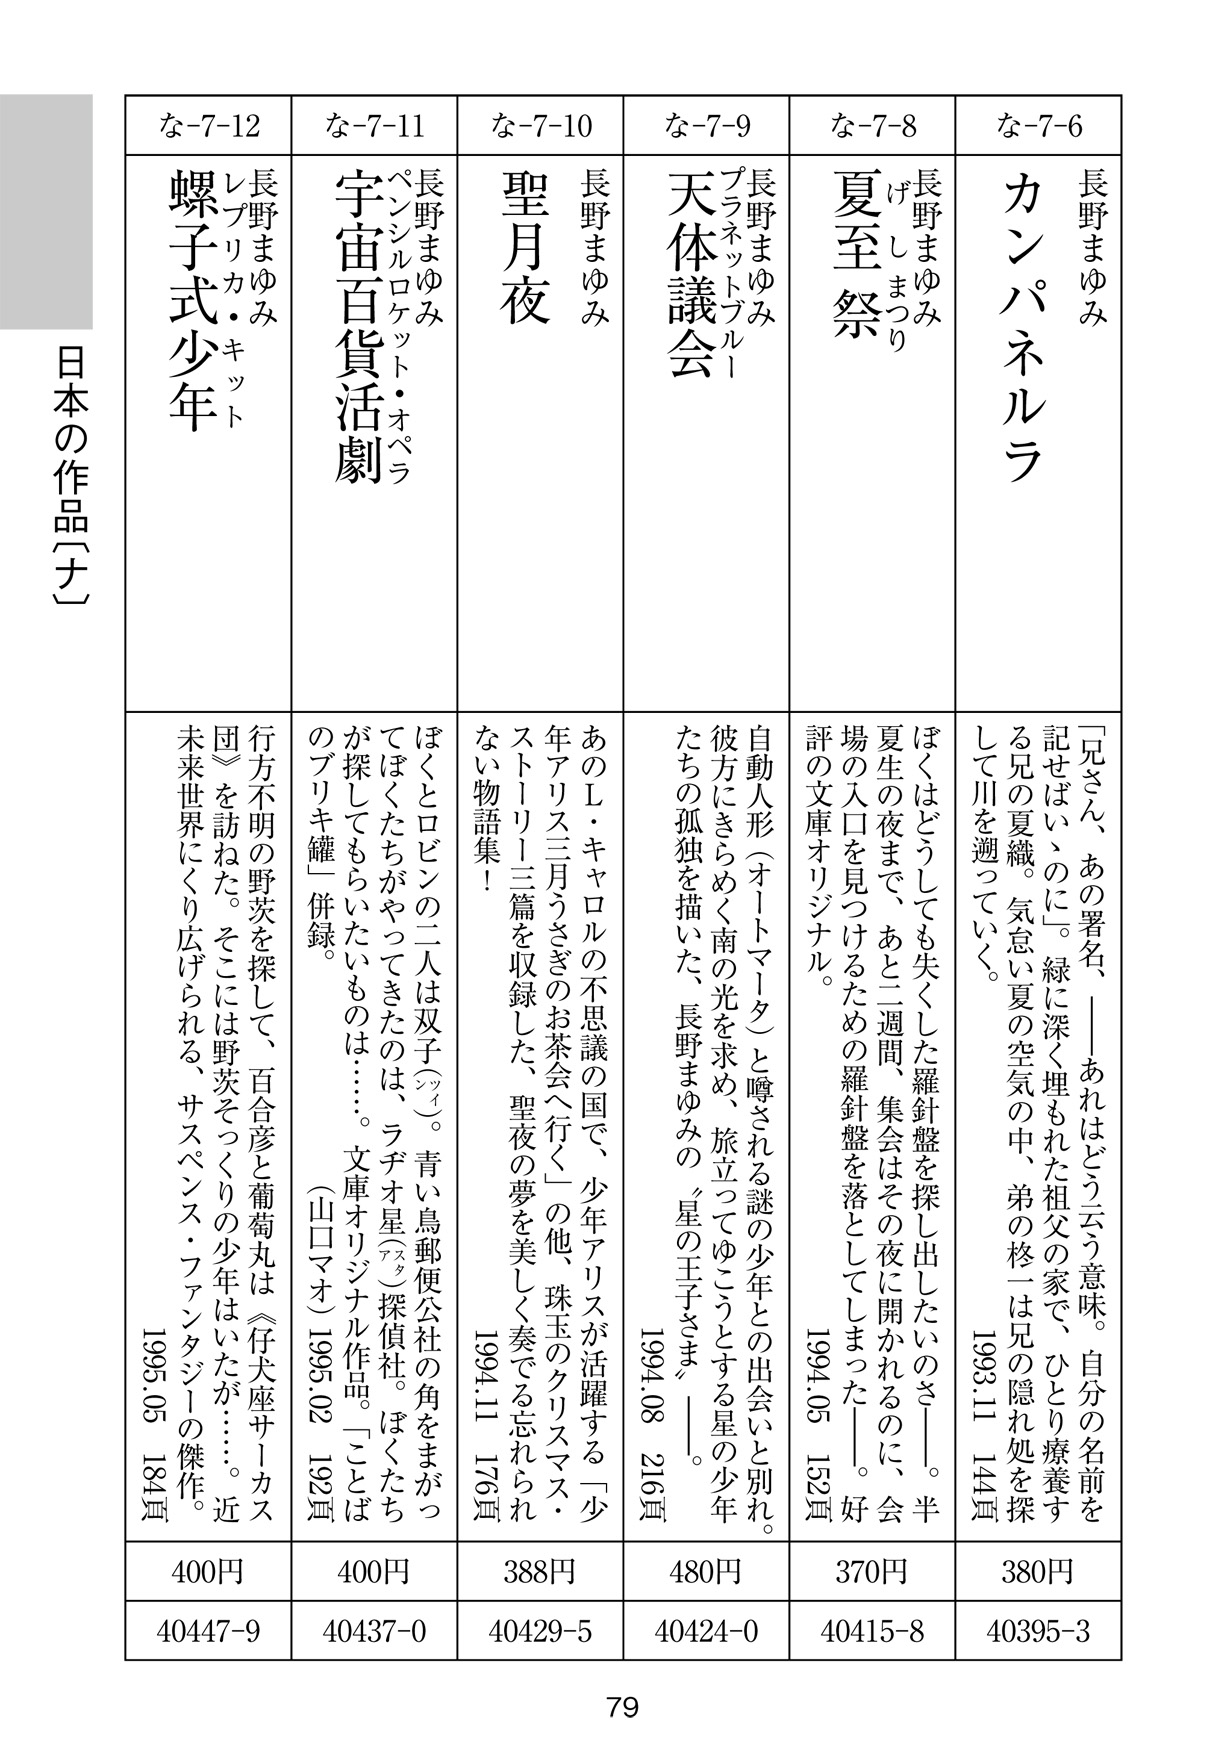 な-7-6
長野まゆみ
カンパネルラ
「兄さん、あの署名、――あれはどう云う意味。自分の名前を
記せばいゝのに」。緑に深く埋もれた祖父の家で、ひとり療養す
る兄の夏織。気怠い夏の空気の中、弟の柊一は兄の隠れ処を探
して川を遡っていく。
1993.11 144頁
380円
40395-3
な-7-8
長野まゆみ
げしまつり
夏至祭
ぼくはどうしても失くした羅針盤を探し出したいのさ――。半
夏生の夜まで、あと二週間、集会はその夜に開かれるのに、会
場の入口を見つけるための羅針盤を落としてしまった――。好
評の文庫オリジナル。
1994.05 152頁
370円
40415-8
な-7-9
長野まゆみ
プラネットブルー
天体議会
自動人形（オートマータ）と噂される謎の少年との出会いと別れ。
彼方にきらめく南の光を求め、旅立ってゆこうとする星の少年
たちの孤独を描いた、長野まゆみの〝星の王子さま〟――。
1994.08 216頁
480円
40424-0
な-7-10
長野まゆみ
聖月夜
あのL・キャロルの不思議の国で、少年アリスが活躍する「少
年アリス三月うさぎのお茶会へ行く」の他、珠玉のクリスマス・
ストーリー三篇を収録した、聖夜の夢を美しく奏でる忘れられ
ない物語集！
1994.11 176頁
388円
40429-5
な-7-11
長野まゆみ
ペンシルロケット・オペラ
宇宙百貨活劇
ぼくとロビンの二人は双子（ツイン）。青い鳥郵便公社の角をまがっ
てぼくたちがやってきたのは、ラヂオ星（スタア）探偵社。ぼくたち
が探してもらいたいものは……。文庫オリジナル作品。「ことば
のブリキ罐」併録。
（山口マオ） 1995.02 192頁
400円
40437-0
な-7-12
長野まゆみ
レプリカ・キット
螺子式少年
行方不明の野茨を探して、百合彦と葡萄丸は《仔犬座サーカス
団》を訪ねた。そこには野茨そっくりの少年はいたが……。近
未来世界にくり広げられる、サスペンス・ファンタジーの傑作。
1995.05 184頁
400円
40447-9
日本の作品〔ナ〕
79